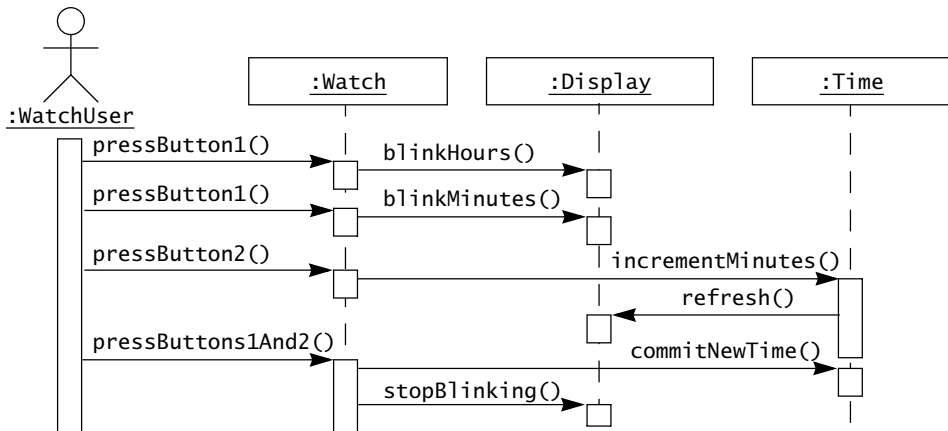 :Watch
:Display
:Time
:WatchUser
pressButton1()
blinkHours()
pressButton1()
blinkMinutes()
pressButton2()
incrementMinutes()
refresh()
pressButtons1And2()
commitNewTime()
stopBlinking()